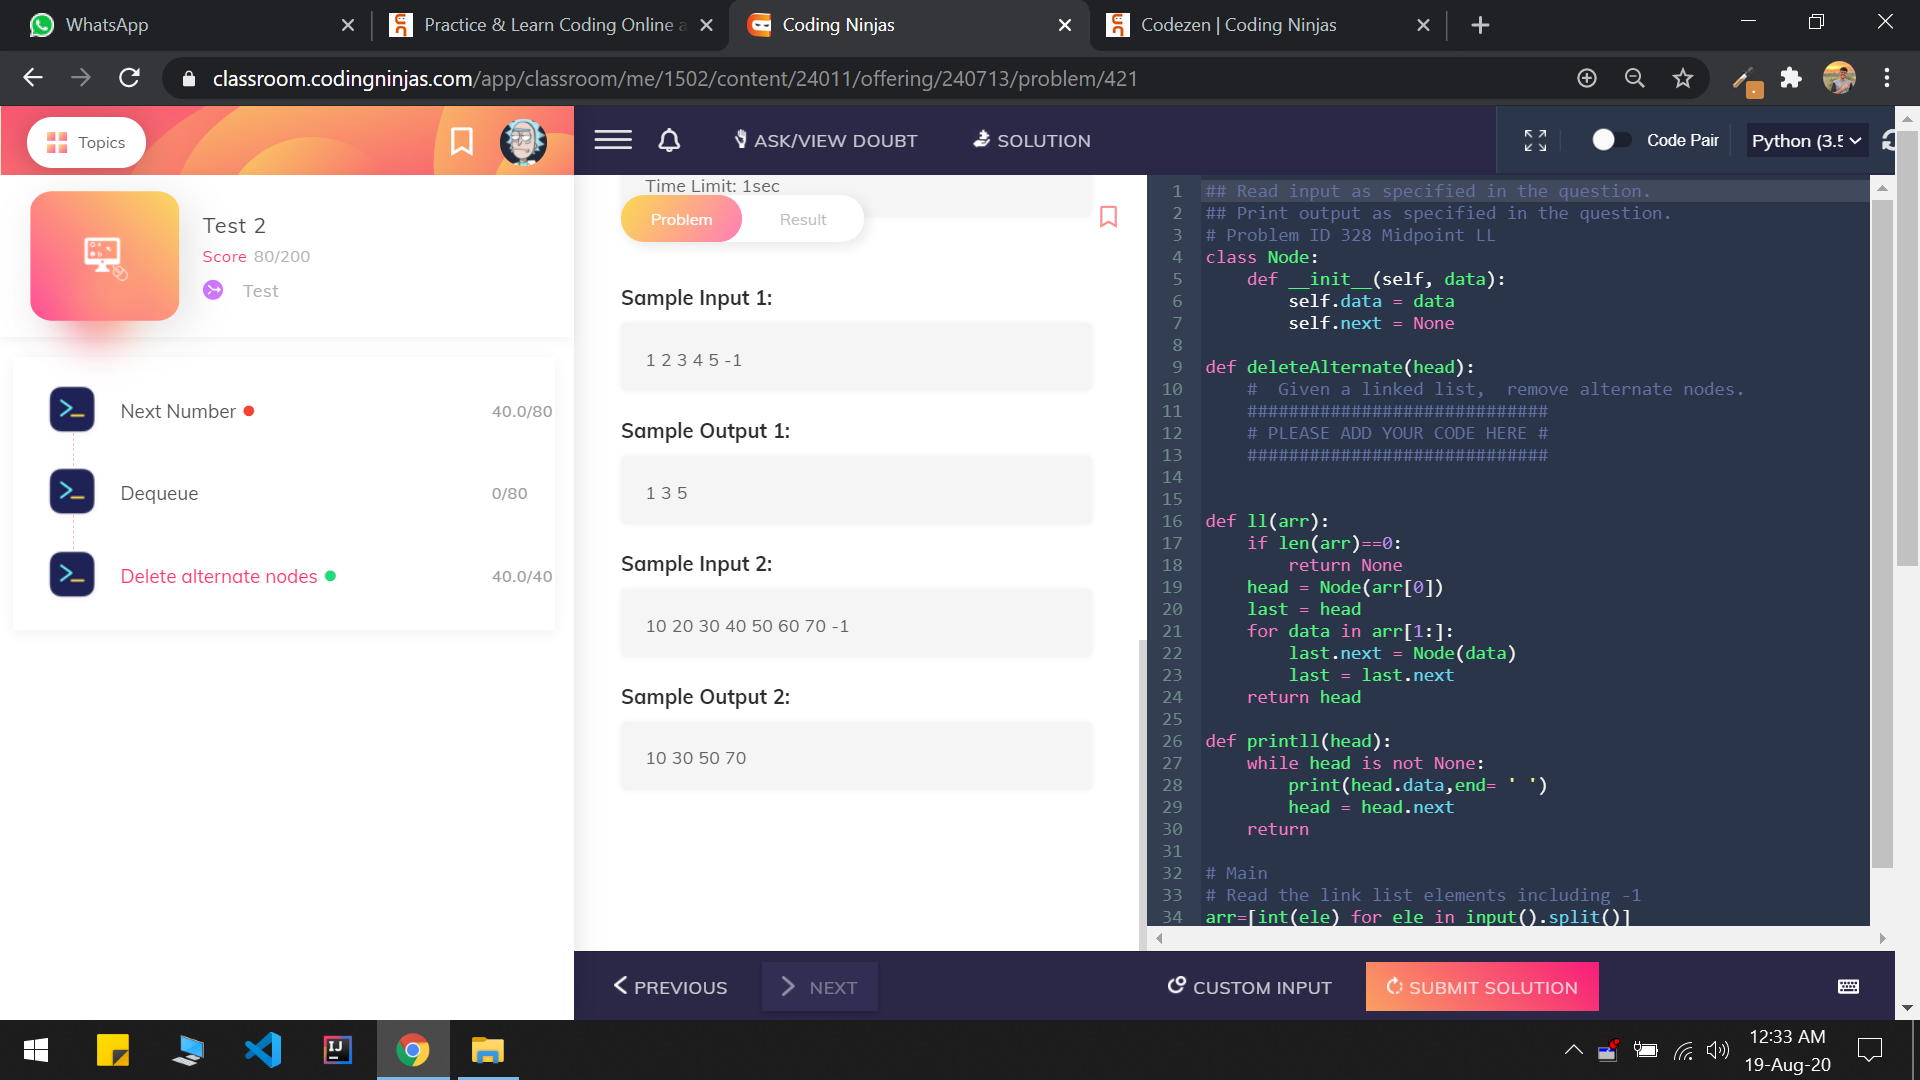 WhatsApp
Practice & Learn Coding Online a
Coding Ninjas
Codezen | Coding Ninjas
classroom.codingninjas.com/app/classroom/me/1502/content/24011/offering/240713/problem/421
Topics
ASK/VIEW DOUBT
SOLUTION
Code Pair
Python (3.5
Test 2
Score 80/200
Test
Next Number
40.0/80
Dequeue
0/80
Delete alternate nodes
40.0/40
Time Limit: 1sec
Problem
Result
Sample Input 1:
1 2 3 4 5 -1
Sample Output 1:
1 3 5
Sample Input 2:
10 20 30 40 50 60 70 -1
Sample Output 2:
10 30 50 70
1 ## Read input as specified in the question.
2 ## Print output as specified in the question.
3 # Problem ID 328 Midpoint LL
4 class Node:
5     def __init__(self, data):
6         self.data = data
7         self.next = None
8
9 def deleteAlternate(head):
10     #  Given a linked list,  remove alternate nodes.
11     #############################
12     # PLEASE ADD YOUR CODE HERE #
13     #############################
14
15
16 def ll(arr):
17     if len(arr)==0:
18         return None
19     head = Node(arr[0])
20     last = head
21     for data in arr[1:]:
22         last.next = Node(data)
23         last = last.next
24     return head
25
26 def printll(head):
27     while head is not None:
28         print(head.data,end= ' ')
29         head = head.next
30     return
31
32 # Main
33 # Read the link list elements including -1
34 arr=[int(ele) for ele in input().split()]
PREVIOUS
NEXT
CUSTOM INPUT
SUBMIT SOLUTION
IJ
12:33 AM
19-Aug-20